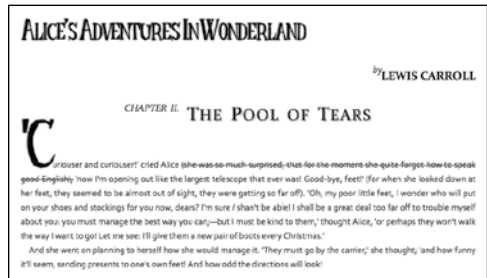 ALICE'S ADVENTURES IN WONDERLAND
by LEWIS CARROLL
CHAPTER II. THE POOL OF TEARS
'Curiouser and curiouser!' cried Alice (she was so much surprised, that for the moment she quite forgot how to speak
good English); 'now I'm opening out like the largest telescope that ever was! Good-bye, feet!' (for when she looked down at
her feet, they seemed to be almost out of sight, they were getting so far off). 'Oh, my poor little feet, I wonder who will put
on your shoes and stockings for you now, dears? I'm sure I shan't be able! I shall be a great deal too far off to trouble myself
about you: you must manage the best way you can;—but I must be kind to them,' thought Alice, 'or perhaps they won't walk
the way I want to go! Let me see: I'll give them a new pair of boots every Christmas.'
And she went on planning to herself how she would manage it. 'They must go by the carrier,' she thought; 'and how funny
it'll seem, sending presents to one's own feet! And how odd the directions will look!